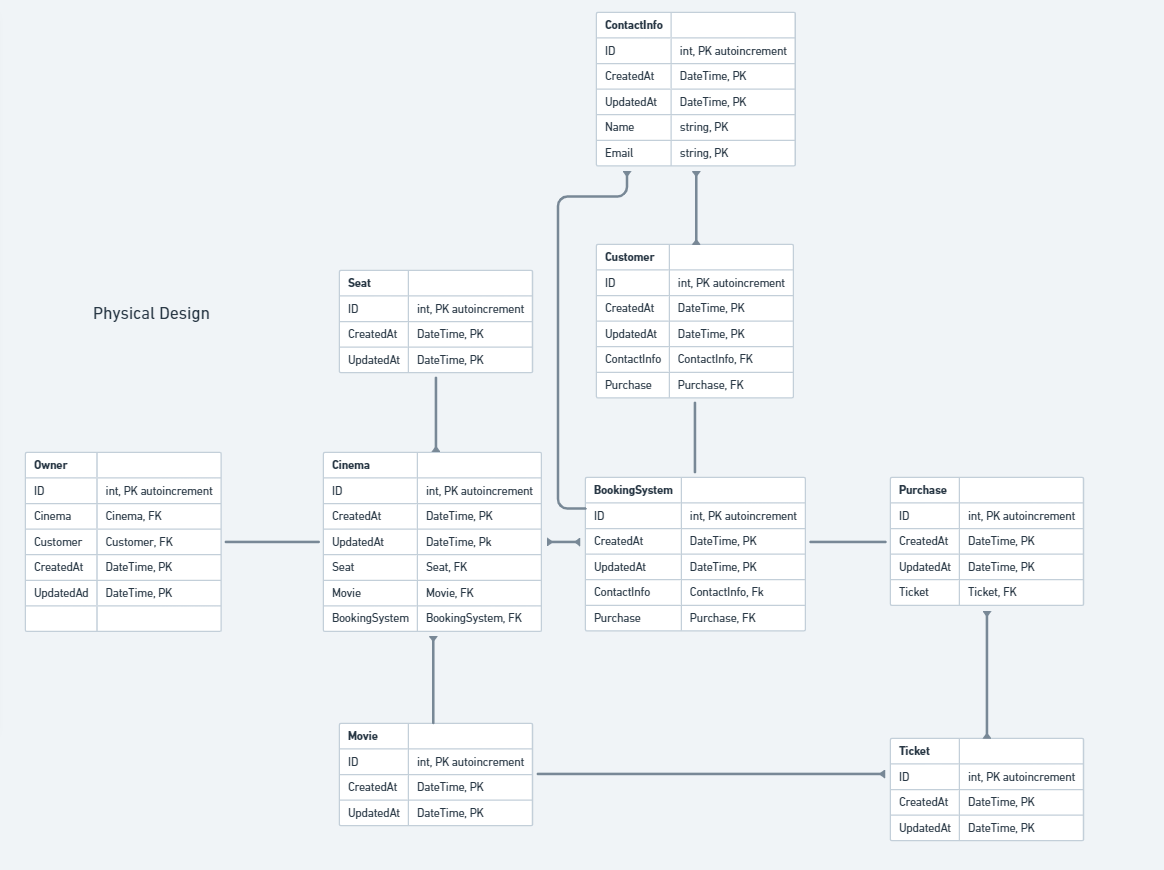 ContactInfo
ID int, PK autoincrement
CreatedAt DateTime, PK
UpdatedAt DateTime, PK
Name string, PK
Email string, PK
Customer
ID int, PK autoincrement
CreatedAt DateTime, PK
UpdatedAt DateTime, PK
ContactInfo ContactInfo, FK
Purchase Purchase, FK
Seat
ID int, PK autoincrement
CreatedAt DateTime, PK
UpdatedAt DateTime, PK
Physical Design
Owner
ID int, PK autoincrement
Cinema Cinema, FK
Customer Customer, FK
CreatedAt DateTime, PK
UpdatedAd DateTime, PK
Cinema
ID int, PK autoincrement
CreatedAt DateTime, PK
UpdatedAt DateTime, Pk
Seat Seat, FK
Movie Movie, FK
BookingSystem BookingSystem, FK
BookingSystem
ID int, PK autoincrement
CreatedAt DateTime, PK
UpdatedAt DateTime, PK
ContactInfo ContactInfo, Fk
Purchase Purchase, FK
Purchase
ID int, PK autoincrement
CreatedAt DateTime, PK
UpdatedAt DateTime, PK
Ticket Ticket, FK
Movie
ID int, PK autoincrement
CreatedAt DateTime, PK
UpdatedAt DateTime, PK
Ticket
ID int, PK autoincrement
CreatedAt DateTime, PK
UpdatedAt DateTime, PK